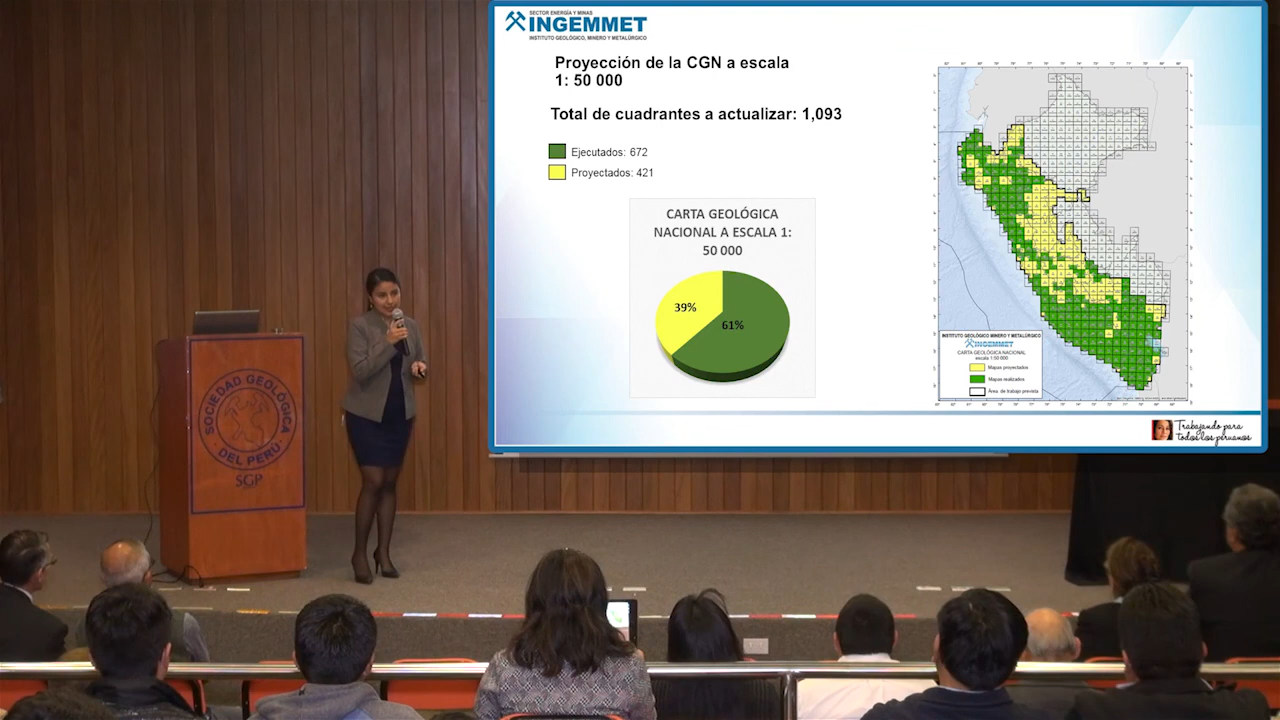 SECTOR ENERGÍA Y MINAS
INGEMMET
INSTITUTO GEOLÓGICO, MINERO Y METALÚRGICO
Proyección de la CGN a escala
1: 50 000
Total de cuadrantes a actualizar: 1,093
Ejecutados: 672
Proyectados: 421
CARTA GEOLÓGICA
NACIONAL A ESCALA 1:
50 000
39%
61%
INSTITUTO GEOLÓGICO MINERO Y METALÚRGICO
INGEMMET
CARTA GEOLÓGICA NACIONAL
escala 1:50 000
Mapas proyectados
Mapas realizados
Área de trabajo prevista
Trabajando para
todos los peruanos
SOCIEDAD GEOLÓGICA
DEL PERÚ
SGP